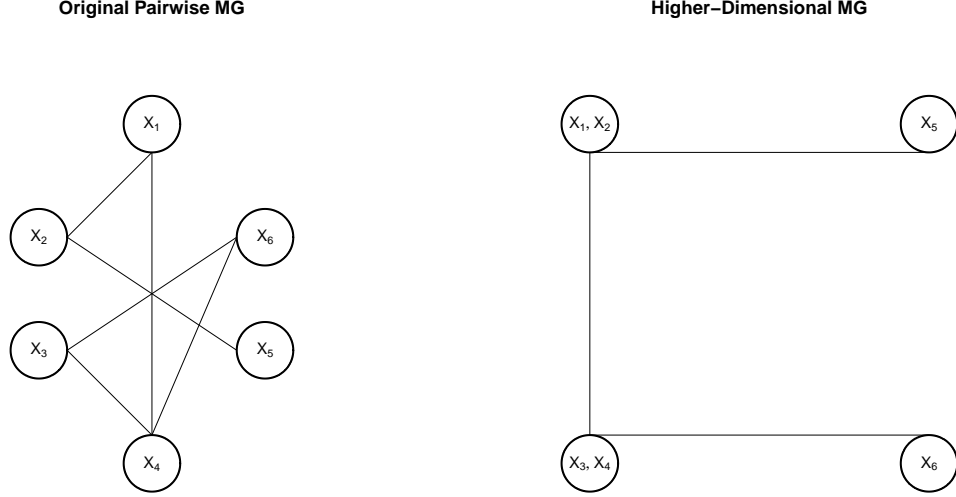 Original Pairwise MG
X₁
X₂
X₆
X₃
X₅
X₄
Higher−Dimensional MG
X₁, X₂
X₅
X₃, X₄
X₆